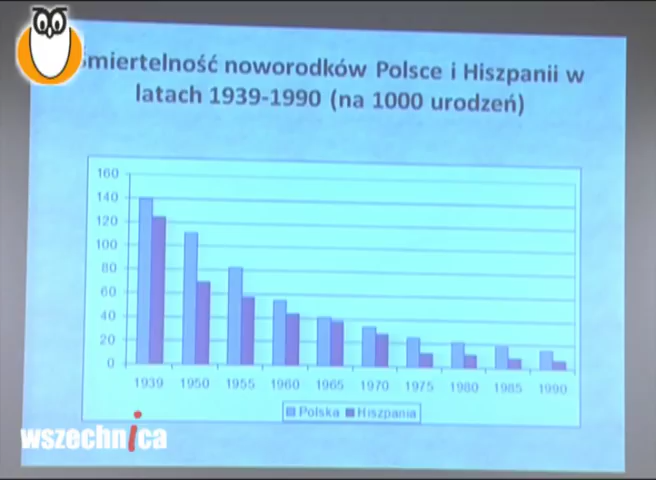 Śmiertelność noworodków Polsce i Hiszpanii w
latach 1939-1990 (na 1000 urodzeń)
160
140
120
100
80
60
40
20
0
1939 1950 1955 1960 1965 1970 1975 1980 1985 1990
Polska Hiszpania
wszechnica